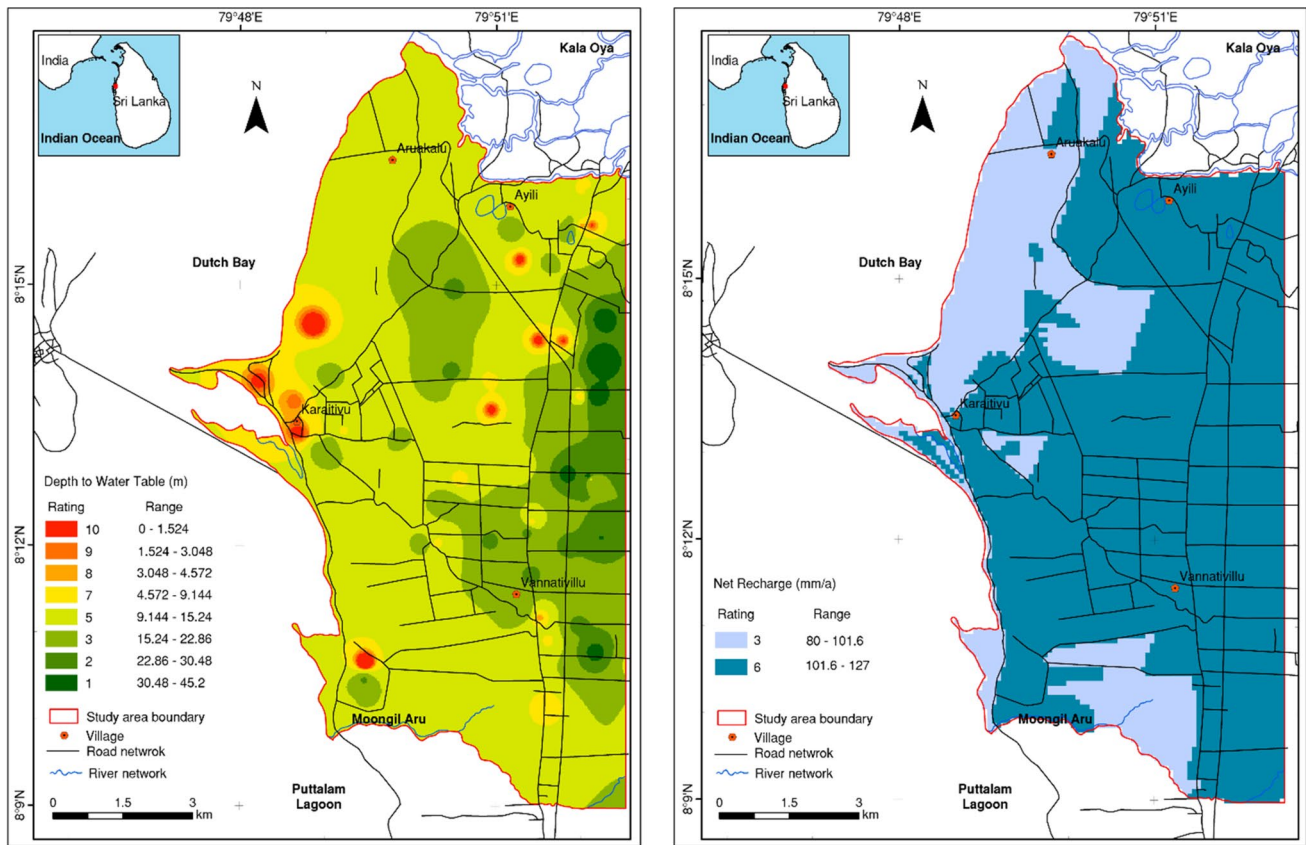 79°48'E 79°51'E
Kala Oya
India
Sri Lanka
Indian Ocean
N
Aruakalu
Ayili
Dutch Bay
8°15'N
Karaitivu
Depth to Water Table (m)
Rating Range
10 0 - 1.524
9 1.524 - 3.048
8 3.048 - 4.572
7 4.572 - 9.144
5 9.144 - 15.24
3 15.24 - 22.86
2 22.86 - 30.48
1 30.48 - 45.2
8°12'N
Vannativillu
Study area boundary
Village
Road netwrok
River network
Moongil Aru
Puttalam
Lagoon
0 1.5 3
km
8°9'N
79°48'E 79°51'E
Kala Oya
India
Sri Lanka
Indian Ocean
N
Aruakalu
Ayili
Dutch Bay
8°15'N
Karaitivu
8°12'N
Vannativillu
Net Recharge (mm/a)
Rating Range
3 80 - 101.6
6 101.6 - 127
Study area boundary
Village
Road netwrok
River network
Moongil Aru
Puttalam
Lagoon
0 1.5 3
km
8°9'N